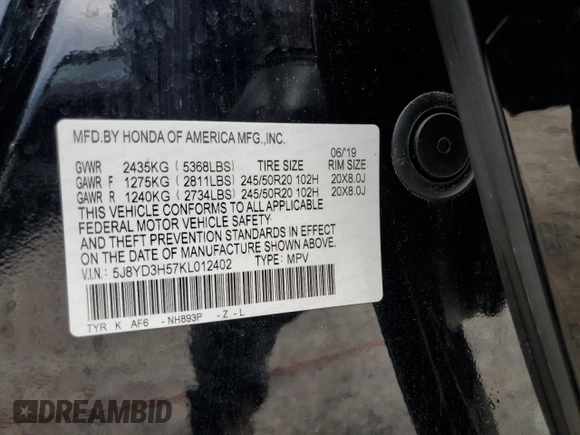 MFD.BY HONDA OF AMERICA MFG.,INC.
06/19
GVWR 2435KG (5368LBS) TIRE SIZE RIM SIZE
GAWR F 1275KG (2811LBS) 245/50R20 102H 20X8.0J
GAWR R 1240KG (2734LBS) 245/50R20 102H 20X8.0J
THIS VEHICLE CONFORMS TO ALL APPLICABLE
FEDERAL MOTOR VEHICLE SAFETY
AND THEFT PREVENTION STANDARDS IN EFFECT
ON THE DATE OF MANUFACTURE SHOWN ABOVE.
V.I.N: 5J8YD3H57KL012402 TYPE: MPV
TYR K AF6 - NH893P - Z - L
DREAMBID